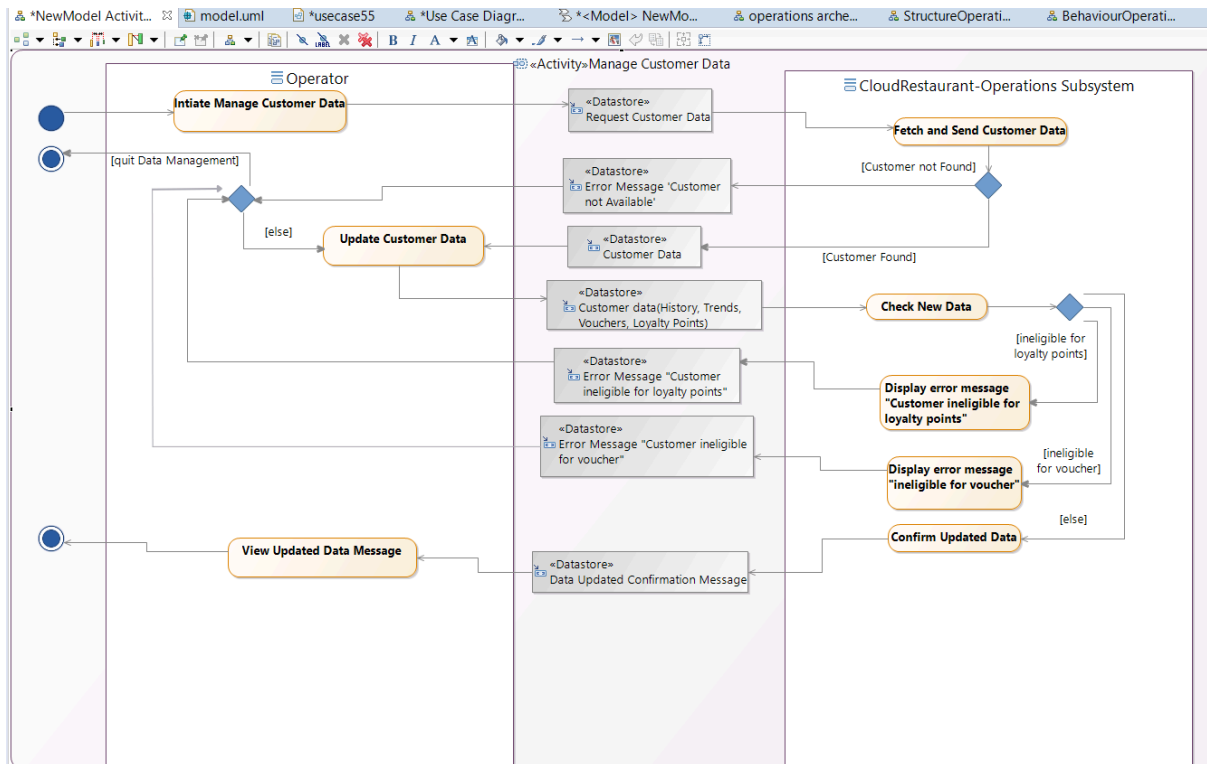 *NewModel Activit...
model.uml
*usecase55
*Use Case Diagr...
*<Model> NewMo...
operations arche...
StructureOperati...
BehaviourOperati...
LABEL
B I A
«Activity»Manage Customer Data
Operator
CloudRestaurant-Operations Subsystem
Intiate Manage Customer Data
«Datastore»
Request Customer Data
Fetch and Send Customer Data
[quit Data Management]
[Customer not Found]
«Datastore»
Error Message 'Customer
not Available'
[else]
Update Customer Data
«Datastore»
Customer Data
[Customer Found]
«Datastore»
Customer data(History, Trends,
Vouchers, Loyalty Points)
Check New Data
[ineligible for
loyalty points]
«Datastore»
Error Message "Customer
ineligible for loyalty points"
Display error message
"Customer ineligible for
loyalty points"
«Datastore»
Error Message "Customer ineligible
for voucher"
[ineligible
for voucher]
Display error message
"ineligible for voucher"
[else]
Confirm Updated Data
View Updated Data Message
«Datastore»
Data Updated Confirmation Message